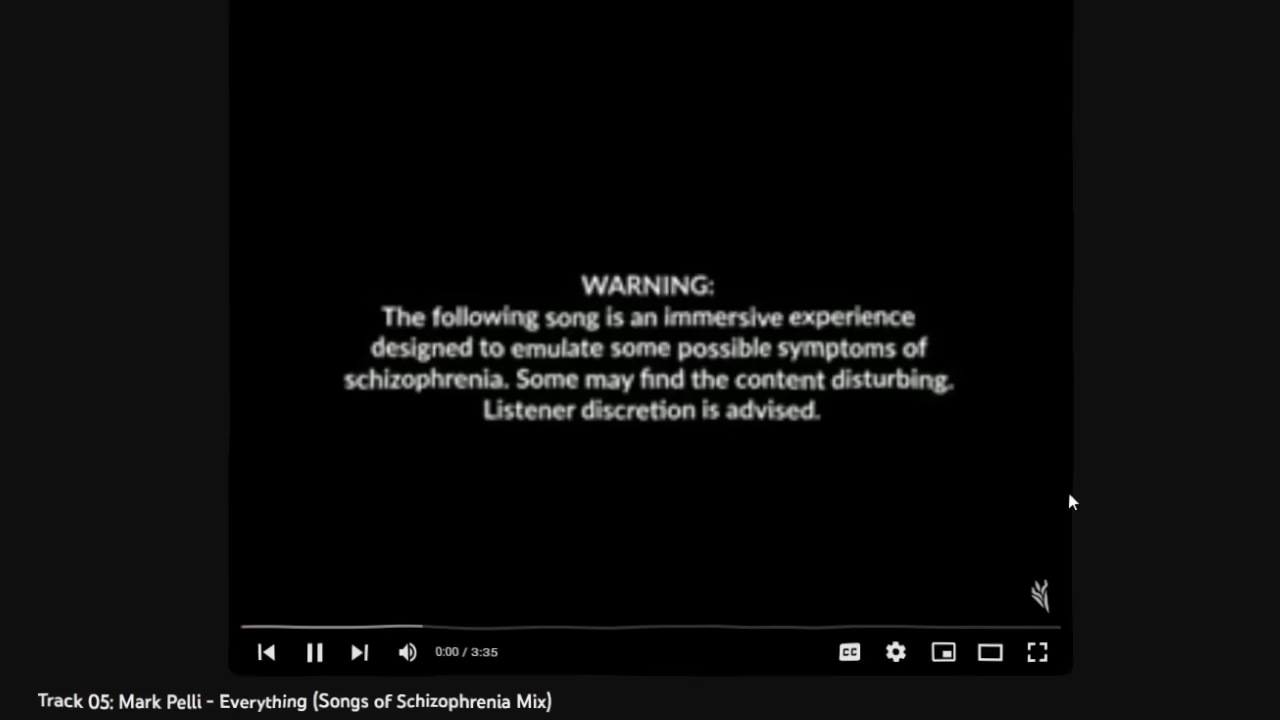 WARNING:
The following song is an immersive experience
designed to emulate some possible symptoms of
schizophrenia. Some may find the content disturbing.
Listener discretion is advised.
0:00 / 3:35
CC
Track 05: Mark Pelli - Everything (Songs of Schizophrenia Mix)